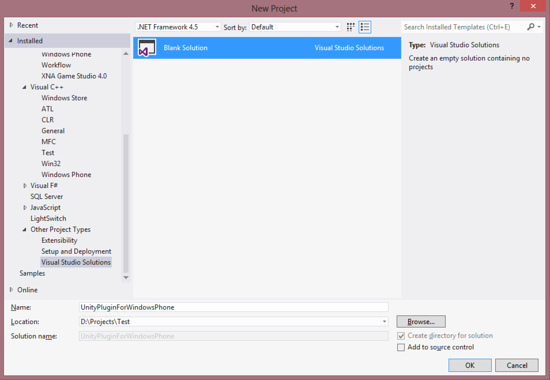 New Project
?
Recent
.NET Framework 4.5 Sort by: Default
Search Installed Templates (Ctrl+E)
Installed
Windows Phone
Workflow
XNA Game Studio 4.0
Visual C++
Windows Store
ATL
CLR
General
MFC
Test
Win32
Windows Phone
Visual F#
SQL Server
JavaScript
LightSwitch
Other Project Types
Extensibility
Setup and Deployment
Visual Studio Solutions
Samples
Online
Blank Solution Visual Studio Solutions
Type: Visual Studio Solutions
Create an empty solution containing no
projects
Name: UnityPluginForWindowsPhone
Location: D:\Projects\Test Browse...
Solution name: UnityPluginForWindowsPhone
Create directory for solution
Add to source control
OK Cancel